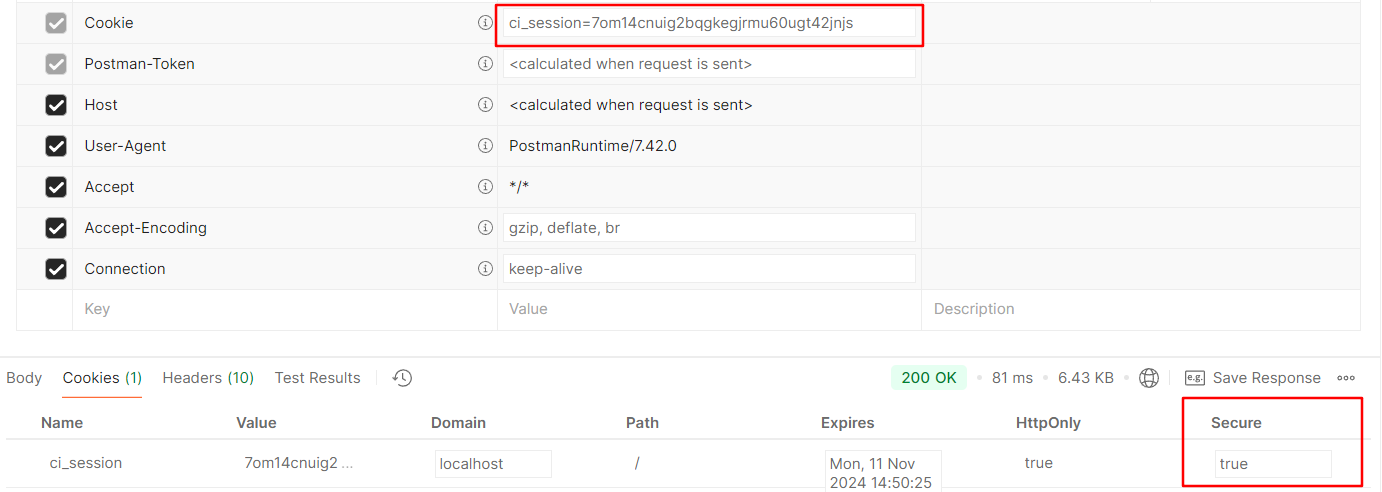 Cookie ci_session=7om14cnuig2bqgkegjrmu60ugt42jnjs
Postman-Token <calculated when request is sent>
Host <calculated when request is sent>
User-Agent PostmanRuntime/7.42.0
Accept */*
Accept-Encoding gzip, deflate, br
Connection keep-alive
Key Value Description
Body Cookies (1) Headers (10) Test Results 200 OK 81 ms 6.43 KB e.g. Save Response
Name Value Domain Path Expires HttpOnly Secure
ci_session 7om14cnuig2 ... localhost / Mon, 11 Nov true true
2024 14:50:25